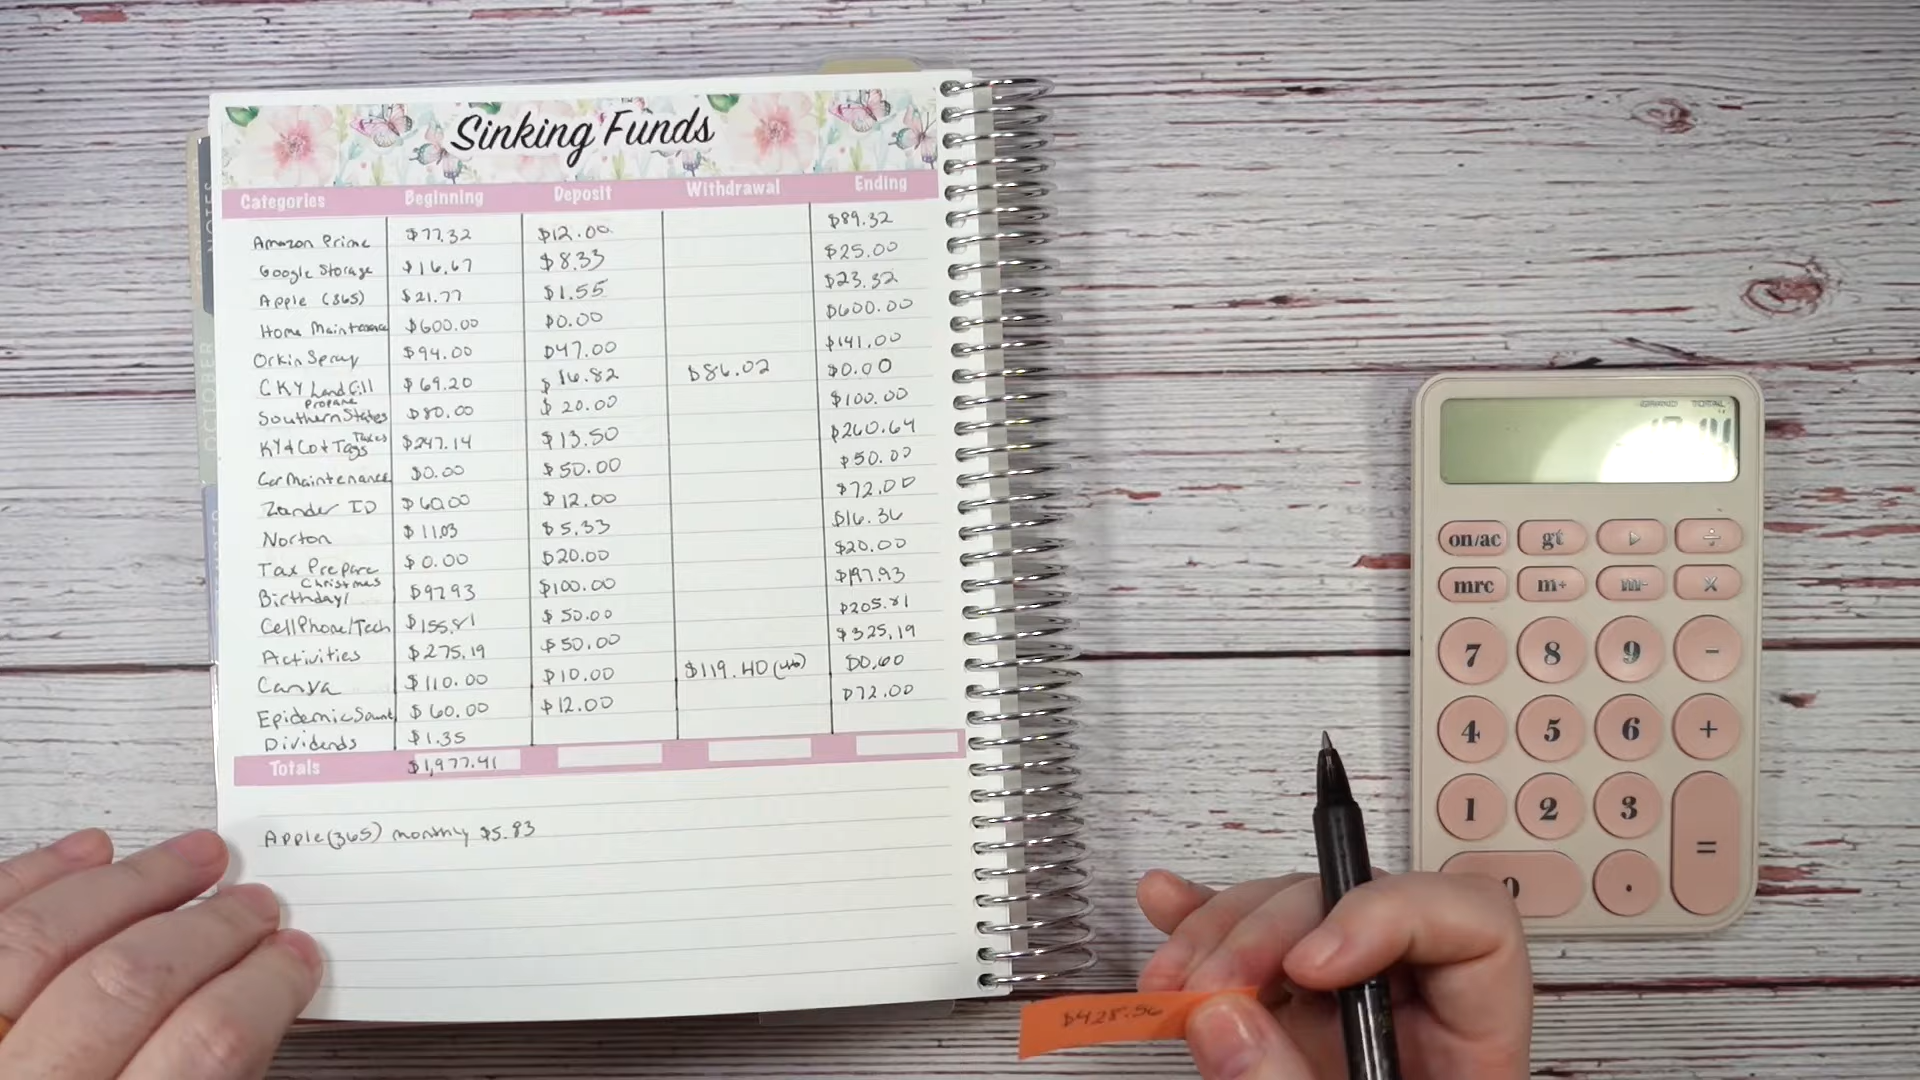 Sinking Funds
Categories Beginning Deposit Withdrawal Ending
Amazon Prime $77.32 $12.00 $89.32
Google Storage $16.67 $8.33 $25.00
Apple (365) $21.77 $1.55 $23.32
Home Maintenance $600.00 $0.00 $600.00
Orkin Spray $94.00 $47.00 $141.00
CKY Landfill $69.20 $16.82 $86.02 $0.00
Propane
Southern States $80.00 $20.00 $100.00
Taxes
KY & Co & Tags $247.14 $13.50 $260.64
Car Maintenance $0.00 $50.00 $50.00
Zander ID $60.00 $12.00 $72.00
Norton $11.03 $5.33 $16.36
Tax Prepare $0.00 $20.00 $20.00
Christmas
Birthday/ $97.93 $100.00 $197.93
Cell Phone/Tech $155.81 $50.00 $205.81
Activities $275.19 $50.00 $325.19
Canva $110.00 $10.00 $119.40 $0.60
Epidemic Sound $60.00 $12.00 $72.00
Dividends $1.35
Totals $1,977.41
Apple (365) monthly $5.83
$428.56
OCTOBER
NOTES
GRAND TOTAL
on/ac gt ▷ ÷
mrc m+ m- ×
7 8 9 -
4 5 6 +
1 2 3 =
0 .